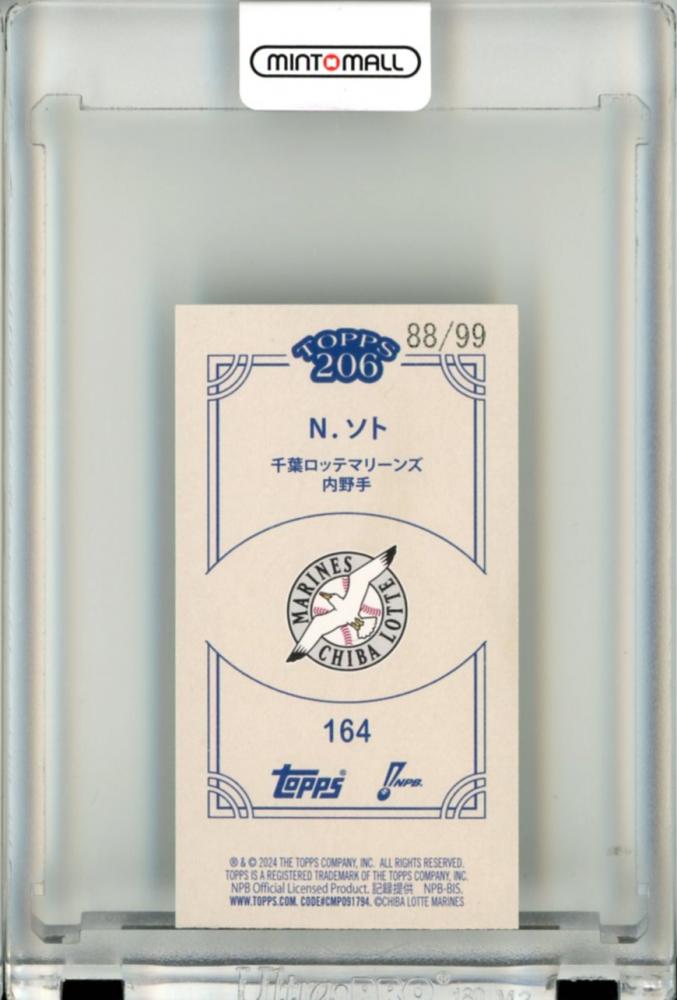 MINTMALL
TOPPS
206
88/99
N. ソト
千葉ロッテマリーンズ
内野手
MARINES
CHIBA LOTTE
164
topps®
NPB.
® & © 2024 THE TOPPS COMPANY, INC. ALL RIGHTS RESERVED.
TOPPS IS A REGISTERED TRADEMARK OF THE TOPPS COMPANY, INC.
NPB Official Licensed Product. 記録提供 NPB-BIS.
WWW.TOPPS.COM. CODE#CMP091794. ©CHIBA LOTTE MARINES
Ultra PRO